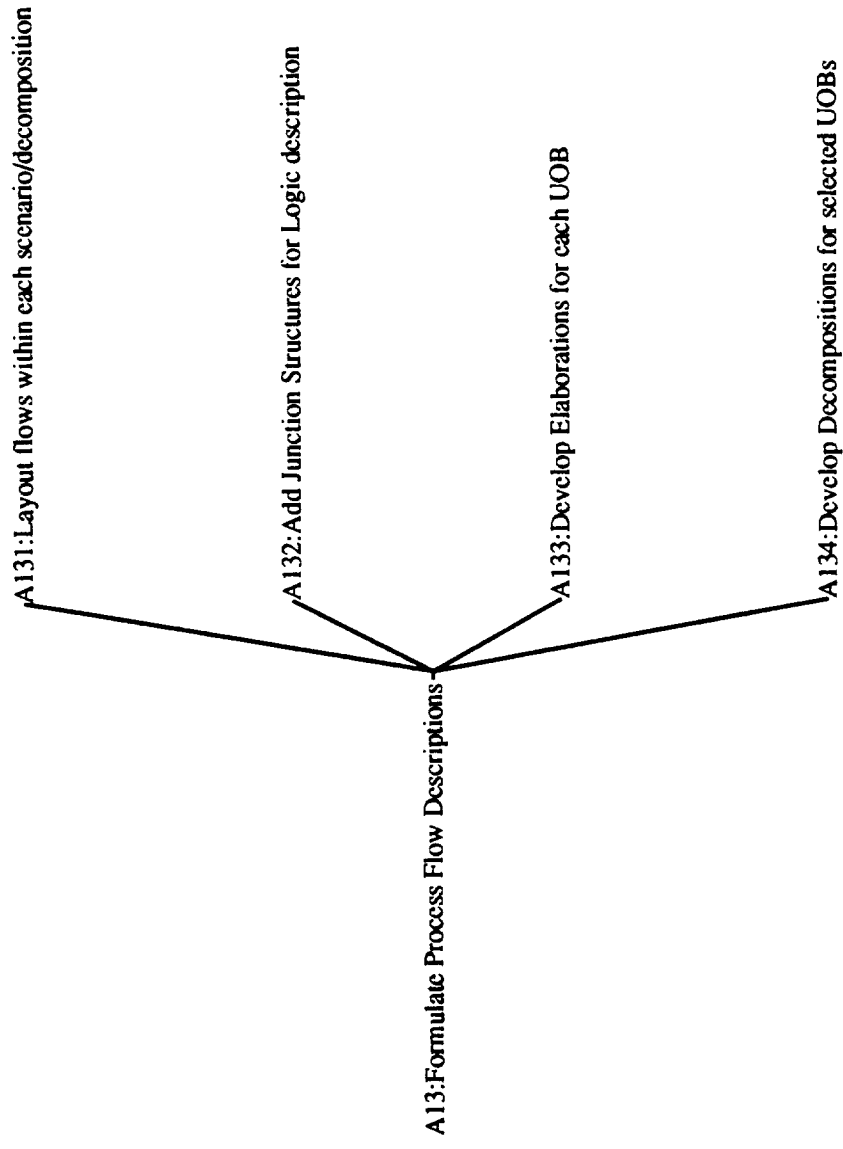 A13:Formulate Process Flow Descriptions
A131:Layout flows within each scenario/decomposition
A132:Add Junction Structures for Logic description
A133:Develop Elaborations for each UOB
A134:Develop Decompositions for selected UOBs